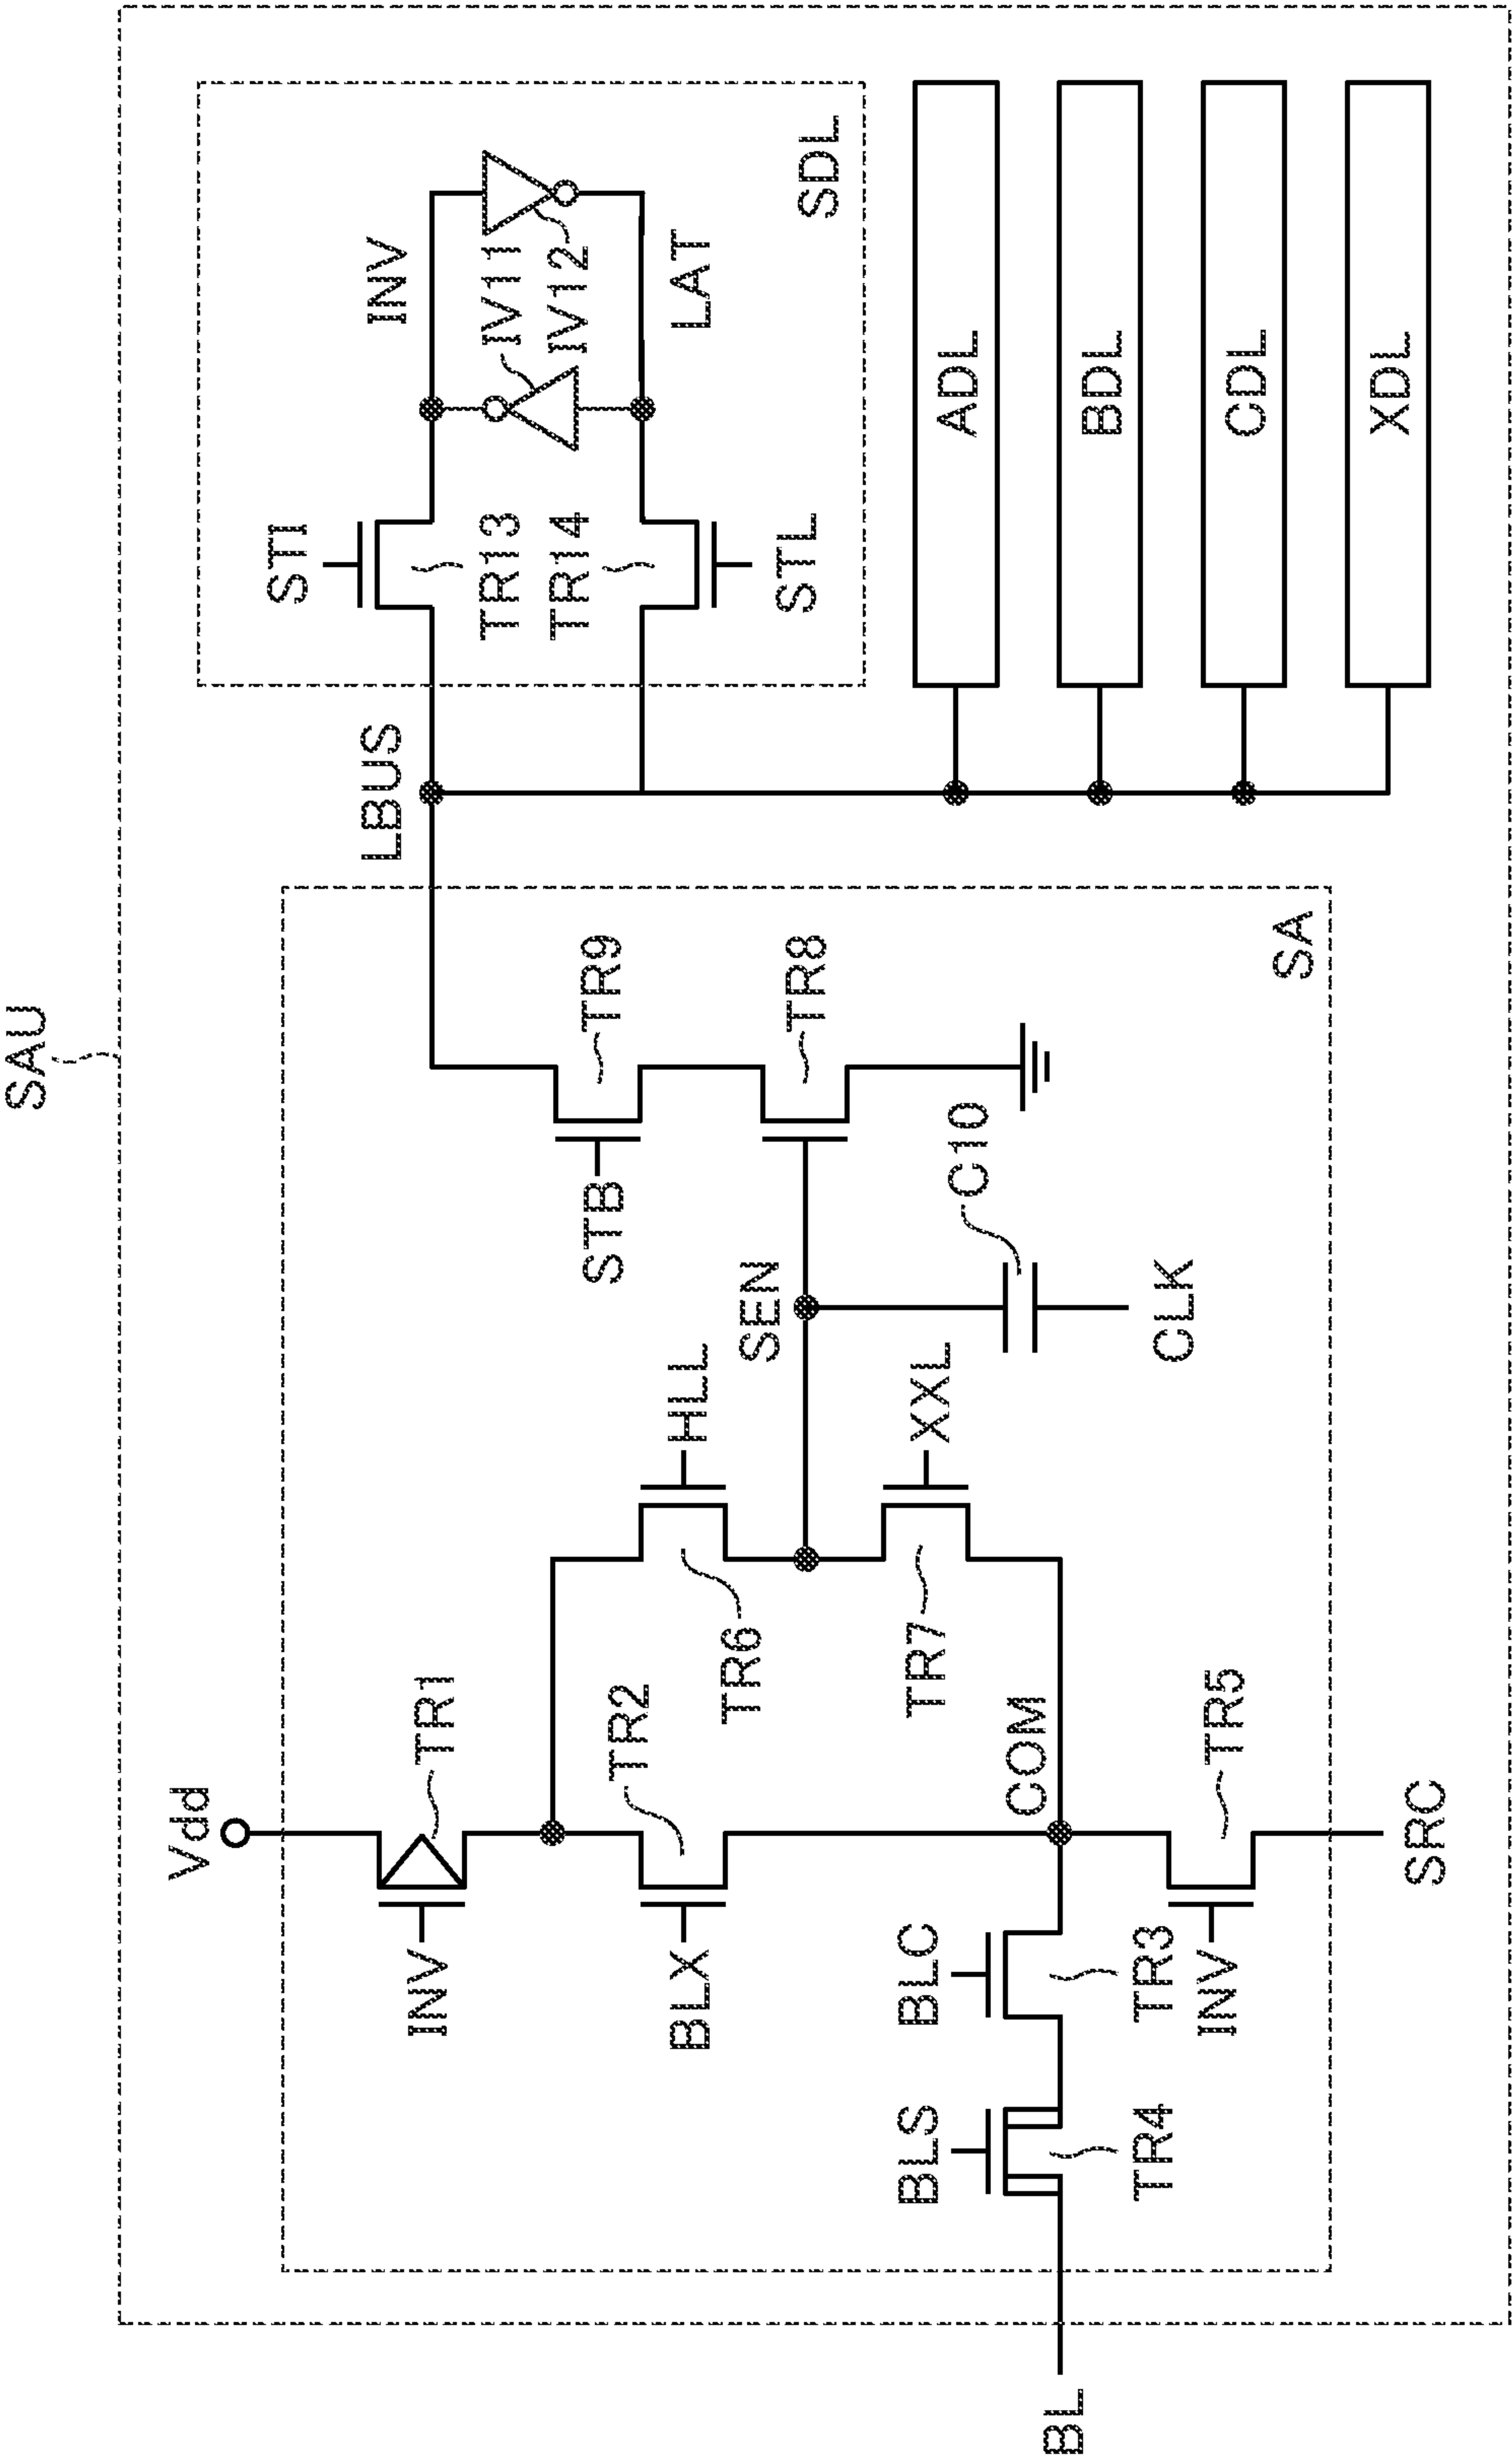 SAU
Vdd
INV
TR1
BLX
TR2
HLL
TR6
SEN
STB
TR9
TR8
C10
CLK
XXL
TR7
COM
BLC
TR3
BLS
TR4
INV
TR5
SRC
BL
SA
LBUS
STI
TR13
TR14
STL
INV
IV11
IV12
LAT
SDL
ADL
BDL
CDL
XDL